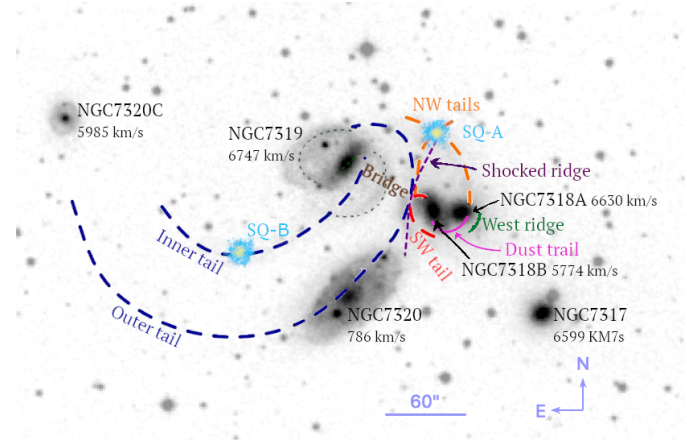 NW tails
SQ-A
NGC7320C
5985 km/s
NGC7319
6747 km/s
Shocked ridge
Bridge
NGC7318A 6630 km/s
West ridge
SQ-B
Inner tail
SW tail
Dust trail
NGC7318B 5774 km/s
Outer tail
NGC7320
786 km/s
NGC7317
6599 KM7s
N
60"
E